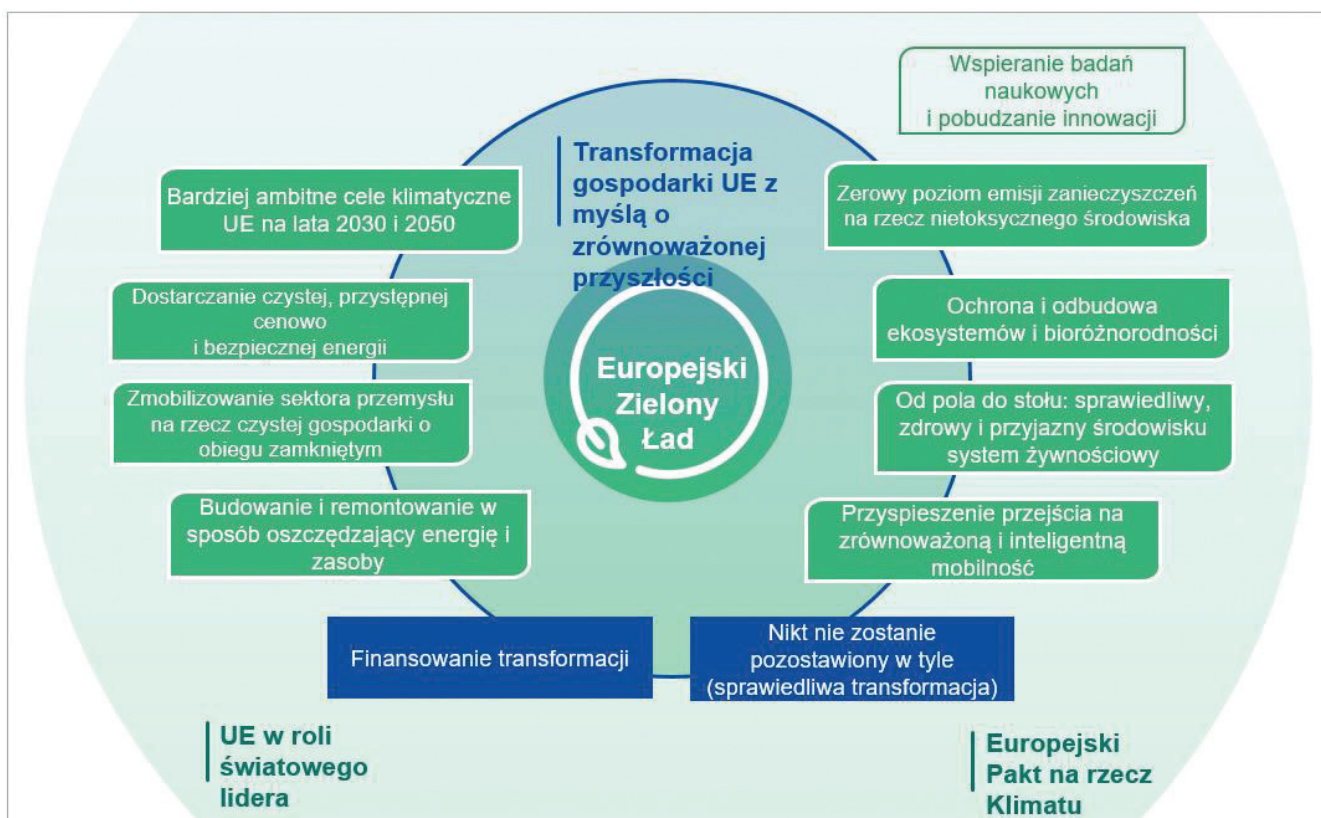 Wspieranie badań
naukowych
i pobudzanie innowacji
Transformacja
gospodarki UE z
myślą o
zrównoważonej
przyszłości
Bardziej ambitne cele klimatyczne
UE na lata 2030 i 2050
Zerowy poziom emisji zanieczyszczeń
na rzecz nietoksycznego środowiska
Dostarczanie czystej, przystępnej
cenowo
i bezpiecznej energii
Ochrona i odbudowa
ekosystemów i bioróżnorodności
Europejski
Zielony
Ład
Zmobilizowanie sektora przemysłu
na rzecz czystej gospodarki o
obiegu zamkniętym
Od pola do stołu: sprawiedliwy,
zdrowy i przyjazny środowisku
system żywnościowy
Budowanie i remontowanie w
sposób oszczędzający energię i
zasoby
Przyspieszenie przejścia na
zrównoważoną i inteligentną
mobilność
Finansowanie transformacji
Nikt nie zostanie
pozostawiony w tyle
(sprawiedliwa transformacja)
UE w roli
światowego
lidera
Europejski
Pakt na rzecz
Klimatu